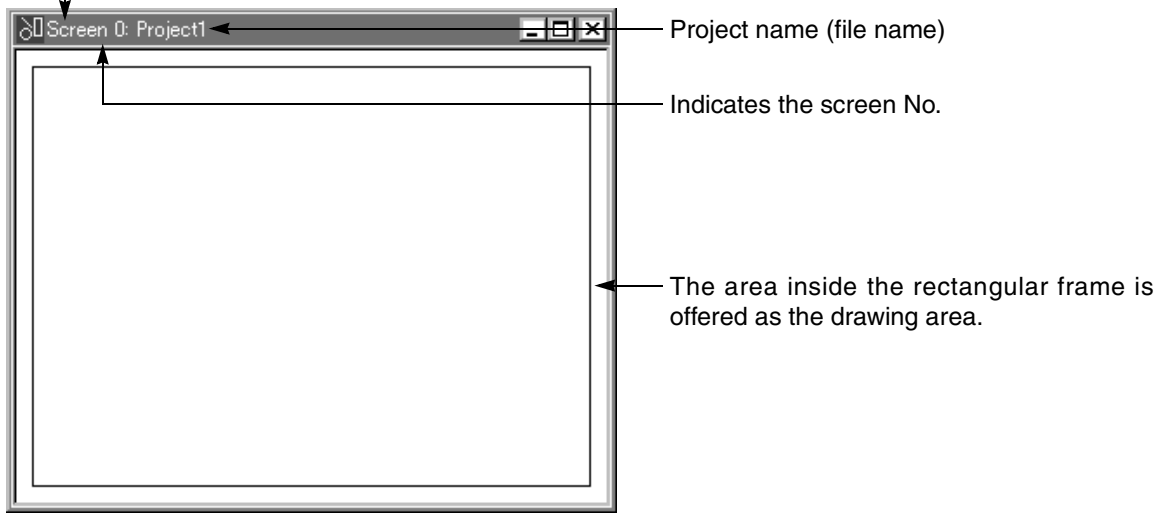 Screen 0: Project1
Project name (file name)
Indicates the screen No.
The area inside the rectangular frame is
offered as the drawing area.